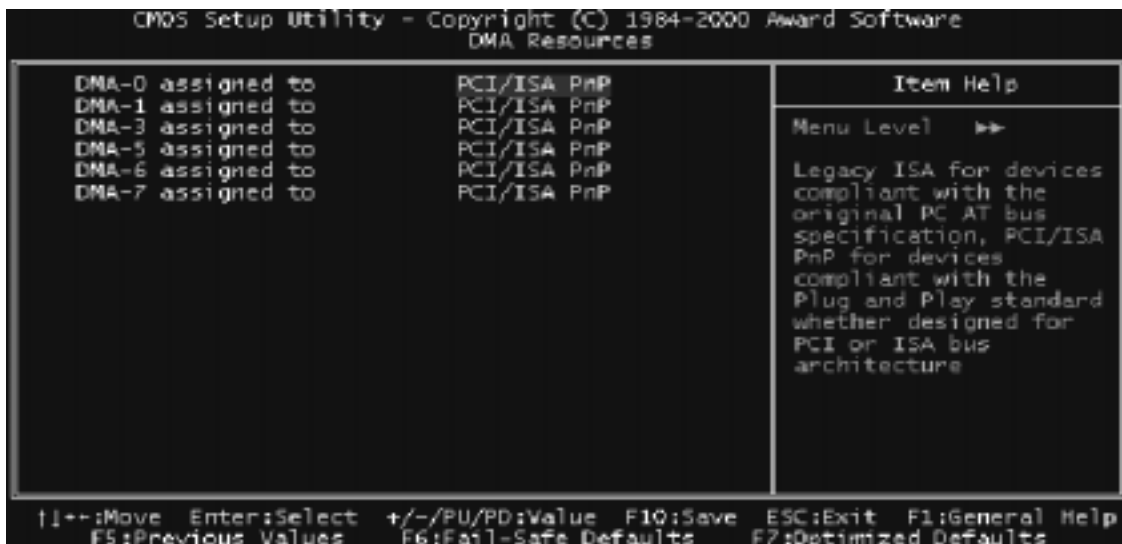 CMOS Setup Utility - Copyright (C) 1984-2000 Award Software
DMA Resources
DMA-0 assigned to PCI/ISA PnP
DMA-1 assigned to PCI/ISA PnP
DMA-3 assigned to PCI/ISA PnP
DMA-5 assigned to PCI/ISA PnP
DMA-6 assigned to PCI/ISA PnP
DMA-7 assigned to PCI/ISA PnP
Item Help
Menu Level ▶▶
Legacy ISA for devices
compliant with the
original PC AT bus
specification, PCI/ISA
PnP for devices
compliant with the
Plug and Play standard
whether designed for
PCI or ISA bus
architecture
↑↓→←:Move Enter:Select +/-/PU/PD:Value F10:Save ESC:Exit F1:General Help
F5:Previous Values F6:Fail-Safe Defaults F7:Optimized Defaults